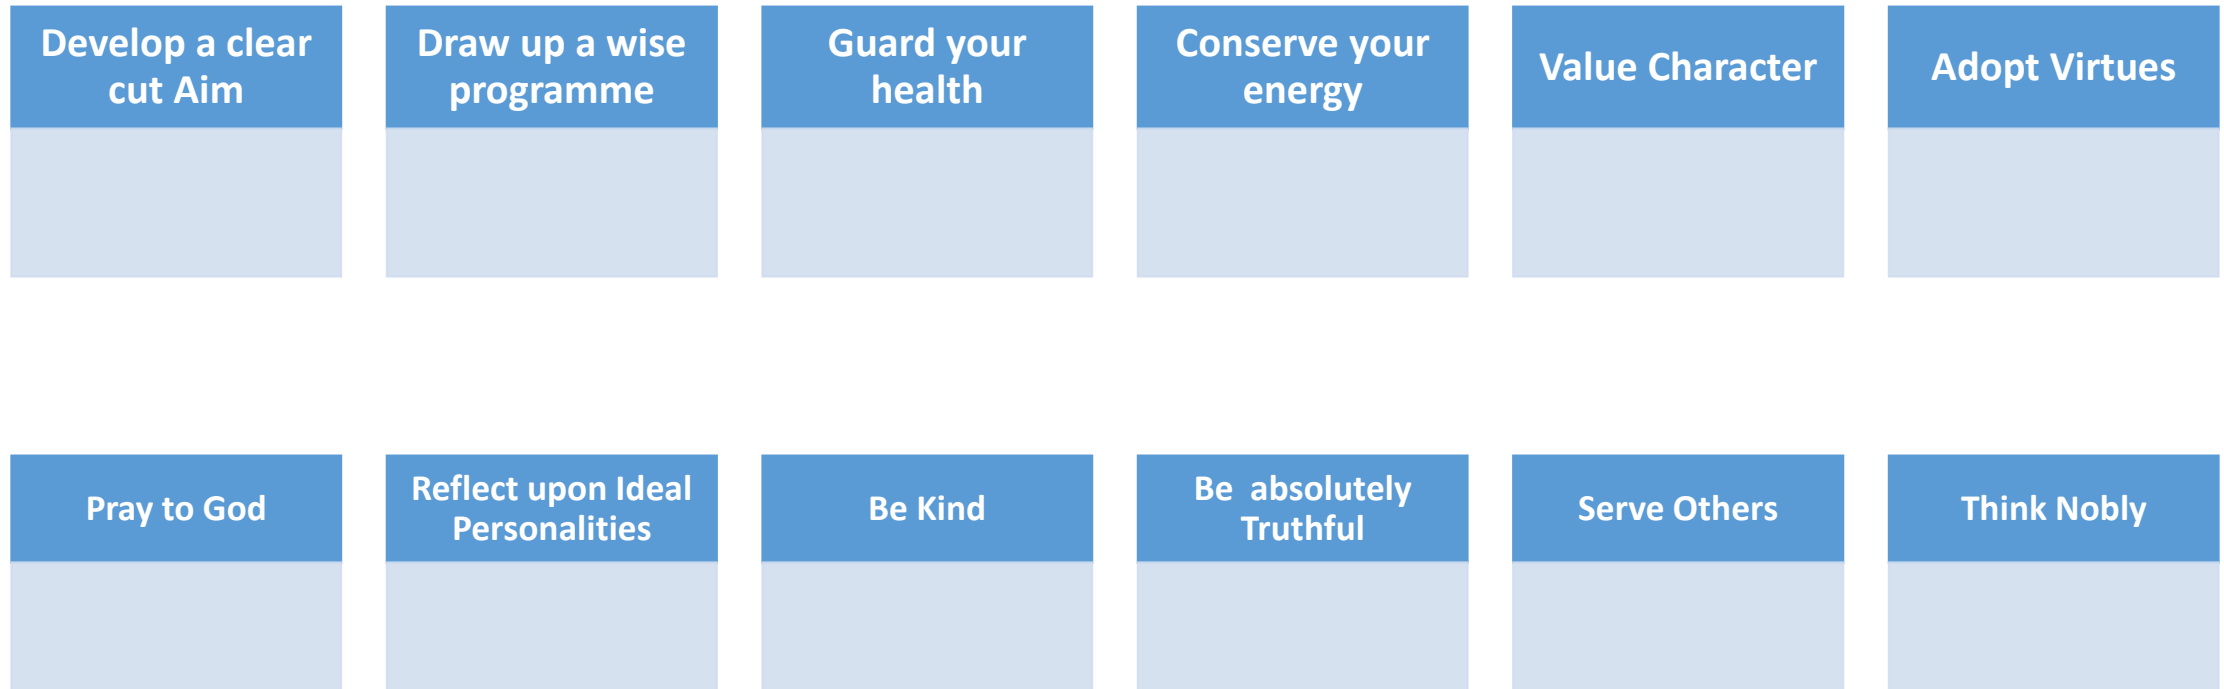 Develop a clear
cut Aim
Draw up a wise
programme
Guard your
health
Conserve your
energy
Value Character
Adopt Virtues
Pray to God
Reflect upon Ideal
Personalities
Be Kind
Be  absolutely
Truthful
Serve Others
Think Nobly